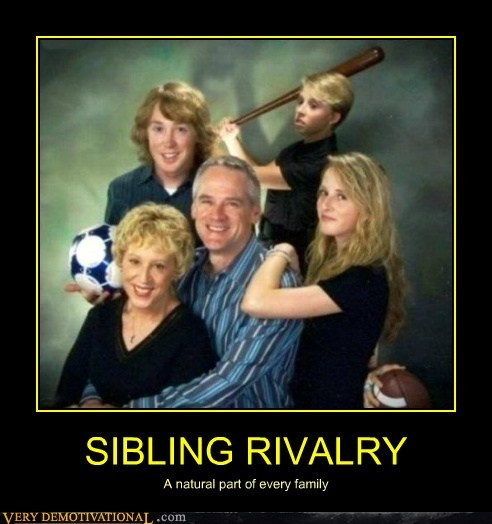 SIBLING RIVALRY
A natural part of every family
VERY DEMOTIVATIONAL.com